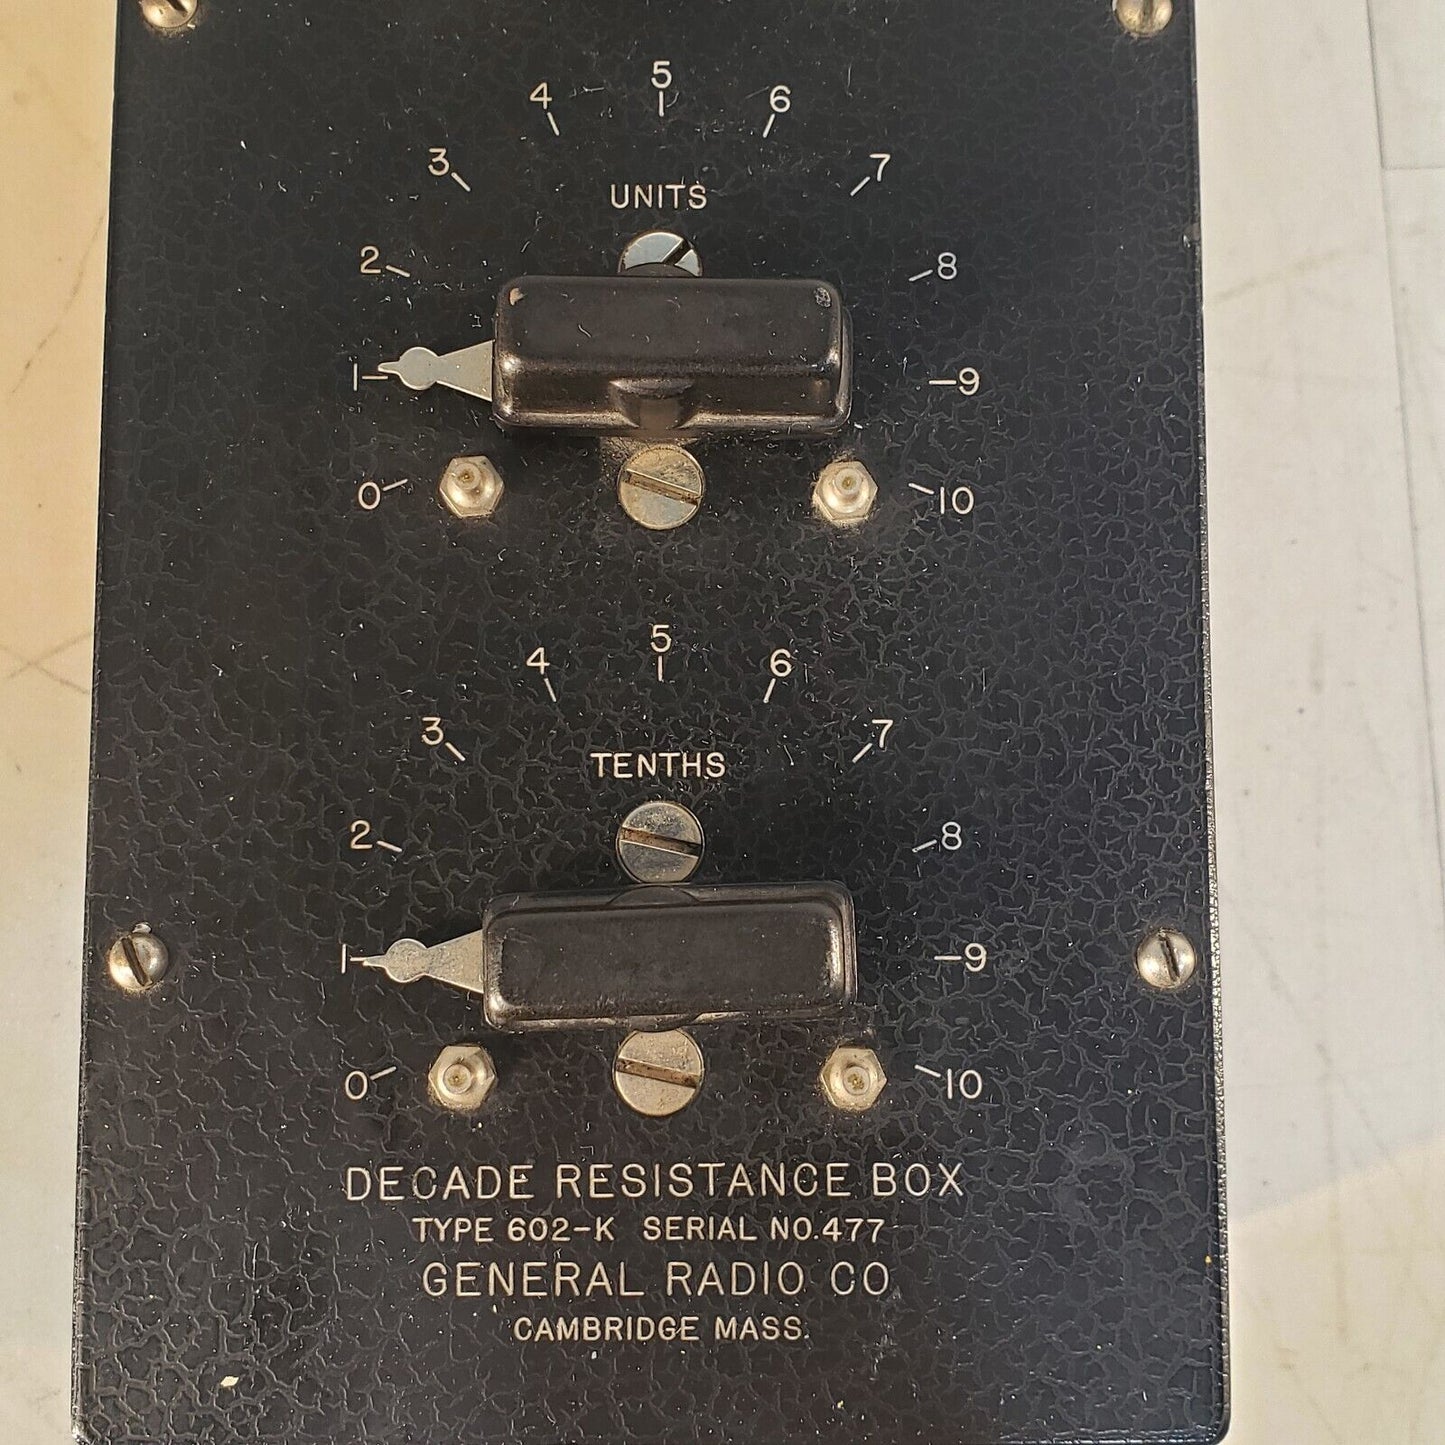 5
4 6
3 7
UNITS
2 8
1 9
0 10
5
4 6
3 7
TENTHS
2 8
1 9
0 10
DECADE RESISTANCE BOX
TYPE 602-K SERIAL NO.477
GENERAL RADIO CO
CAMBRIDGE MASS.